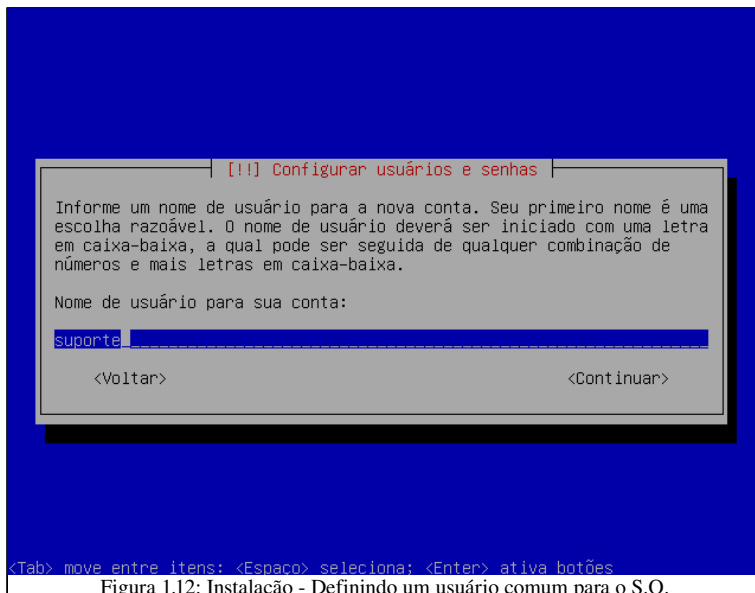 [!!] Configurar usuários e senhas
Informe um nome de usuário para a nova conta. Seu primeiro nome é uma
escolha razoável. O nome de usuário deverá ser iniciado com uma letra
em caixa-baixa, a qual pode ser seguida de qualquer combinação de
números e mais letras em caixa-baixa.
Nome de usuário para sua conta:
suporte
<Voltar> <Continuar>
<Tab> move entre itens; <Espaço> seleciona; <Enter> ativa botões
Figura 1.12: Instalação - Definindo um usuário comum para o S.O.